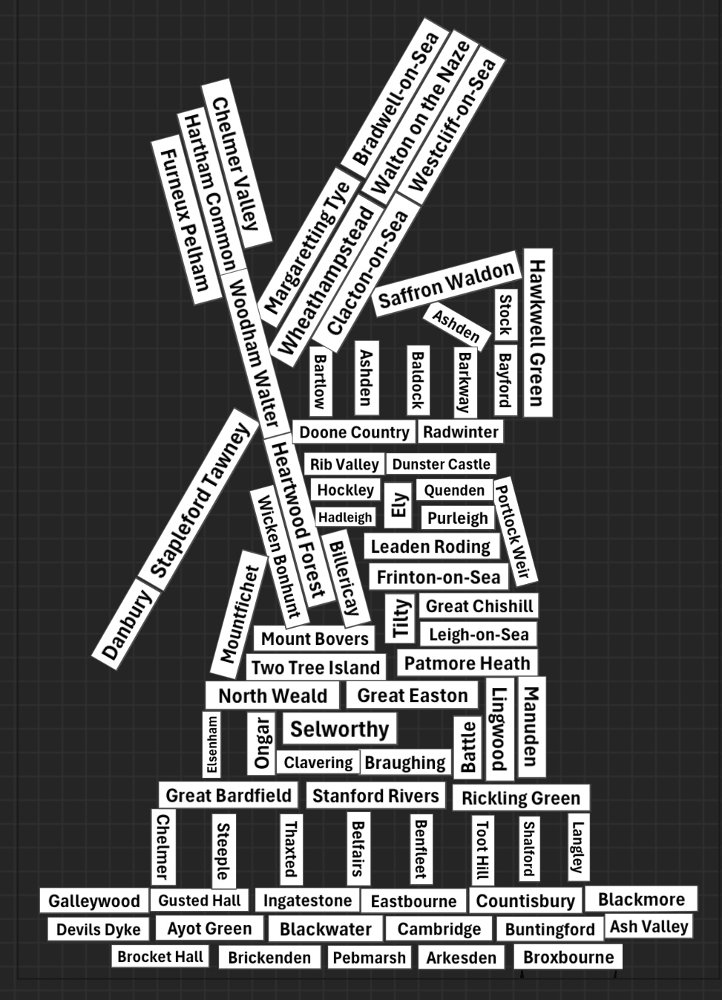 Bradwell-on-Sea
Walton on the Naze
Westcliff-on-Sea
Chelmer Valley
Hartham Common
Furneux Pelham
Margaretting Tye
Wheathampstead
Clacton-on-Sea
Saffron Waldon
Hawkwell Green
Ashden
Stock
Woodham Walter
Bartlow
Ashden
Baldock
Barkway
Bayford
Doone Country
Radwinter
Stapleford Tawney
Danbury
Heartwood Forest
Rib Valley
Dunster Castle
Hockley
Ely
Quenden
Portlock Weir
Hadleigh
Purleigh
Wicken Bonhunt
Billericay
Leaden Roding
Frinton-on-Sea
Mountfichet
Tilty
Great Chishill
Leigh-on-Sea
Mount Bovers
Two Tree Island
Patmore Heath
North Weald
Great Easton
Lingwood
Manuden
Elsenham
Ongar
Selworthy
Battle
Clavering
Braughing
Great Bardfield
Stanford Rivers
Rickling Green
Chelmer
Steeple
Thaxted
Belfairs
Benfleet
Toot Hill
Shalford
Langley
Galleywood
Gusted Hall
Ingatestone
Eastbourne
Countisbury
Blackmore
Devils Dyke
Ayot Green
Blackwater
Cambridge
Buntingford
Ash Valley
Brocket Hall
Brickenden
Pebmarsh
Arkesden
Broxbourne